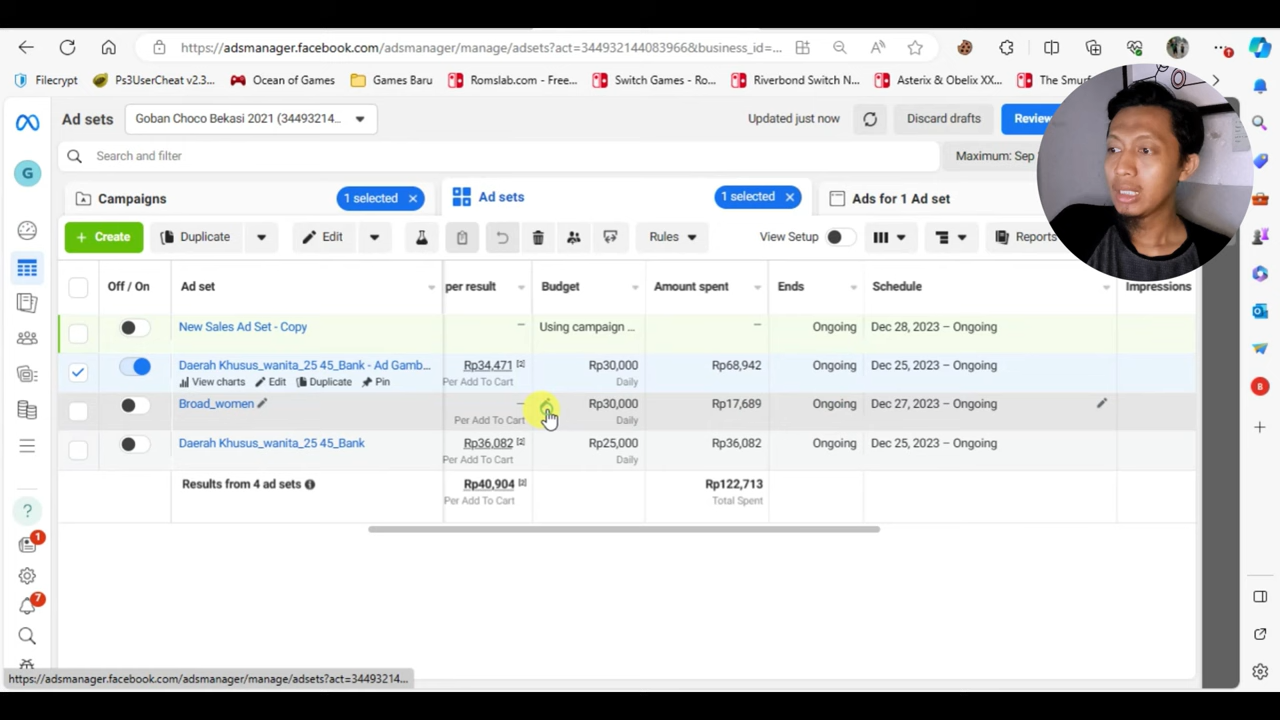 https://adsmanager.facebook.com/adsmanager/manage/adsets?act=3449321440839666&business_id=...
Filecrypt
Ps3UserCheat v2.3...
Ocean of Games
Games Baru
Romslab.com - Free...
Switch Games - Ro...
Riverbond Switch N...
Asterix & Obelix XX...
The Smurf
Ad sets
Goban Choco Bekasi 2021 (34493214...
Updated just now
Discard drafts
Review
Search and filter
Maximum: Sep
Campaigns
1 selected
Ad sets
1 selected
Ads for 1 Ad set
+ Create
Duplicate
Edit
Rules
View Setup
Reports
Off / On
Ad set
per result
Budget
Amount spent
Ends
Schedule
Impressions
New Sales Ad Set - Copy
–
Using campaign ...
–
Ongoing
Dec 28, 2023 – Ongoing
Daerah Khusus_wanita_25 45_Bank - Ad Gamb...
Rp34,471 [2]
Rp30,000
Rp68,942
Ongoing
Dec 25, 2023 – Ongoing
View charts
Edit
Duplicate
Pin
Per Add To Cart
Daily
Broad_women
–
Rp30,000
Rp17,689
Ongoing
Dec 27, 2023 – Ongoing
Per Add To Cart
Daily
Daerah Khusus_wanita_25 45_Bank
Rp36,082 [2]
Rp25,000
Rp36,082
Ongoing
Dec 25, 2023 – Ongoing
Per Add To Cart
Daily
Results from 4 ad sets
Rp40,904 [2]
Rp122,713
Per Add To Cart
Total Spent
G
?
1
7
B
https://adsmanager.facebook.com/adsmanager/manage/adsets?act=34493214...